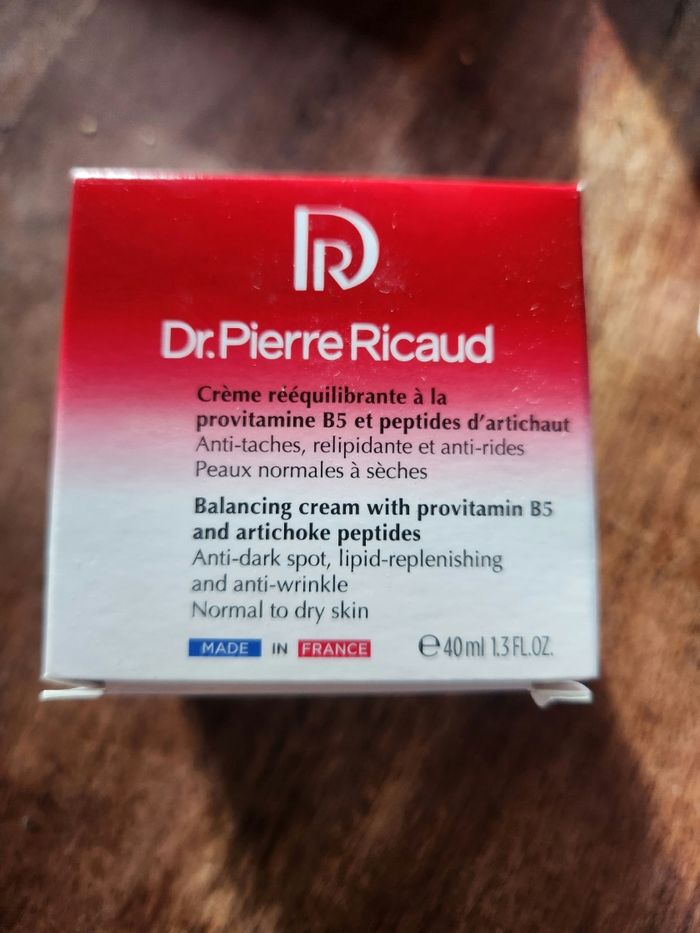 DR
Dr.Pierre Ricaud
Crème rééquilibrante à la
provitamine B5 et peptides d'artichaut
Anti-taches, relipidante et anti-rides
Peaux normales à sèches
Balancing cream with provitamin B5
and artichoke peptides
Anti-dark spot, lipid-replenishing
and anti-wrinkle
Normal to dry skin
MADE IN FRANCE ℮40ml 1.3 FL.OZ.